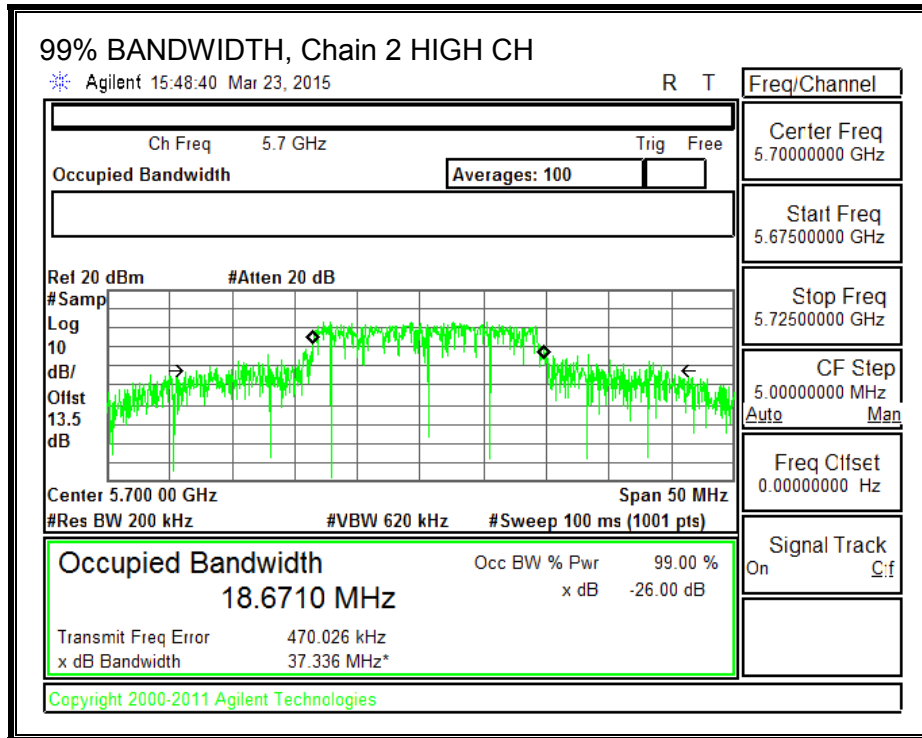 99% BANDWIDTH, Chain 2 HIGH CH
Agilent 15:48:40 Mar 23, 2015 R T
Ch Freq 5.7 GHz Trig Free
Occupied Bandwidth Averages: 100
Ref 20 dBm #Atten 20 dB
#Samp
Log
10
dB/
Offst
13.5
dB
Center 5.700 00 GHz Span 50 MHz
#Res BW 200 kHz #VBW 620 kHz #Sweep 100 ms (1001 pts)
Occupied Bandwidth Occ BW % Pwr 99.00 %
18.6710 MHz x dB -26.00 dB
Transmit Freq Error 470.026 kHz
x dB Bandwidth 37.336 MHz*
Copyright 2000-2011 Agilent Technologies
Freq/Channel
Center Freq
5.70000000 GHz
Start Freq
5.67500000 GHz
Stop Freq
5.72500000 GHz
CF Step
5.00000000 MHz
Auto Man
Freq Offset
0.00000000 Hz
Signal Track
On Off